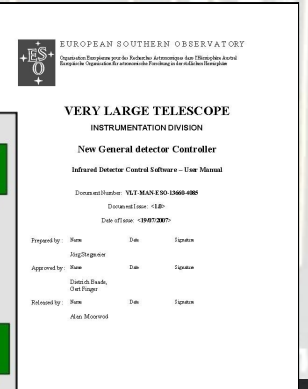 ES
O
EUROPEAN SOUTHERN OBSERVATORY
Organisation Européenne pour des Recherches Astronomiques dans l'Hémisphère Austral
Europäische Organisation für astronomische Forschung in der südlichen Hemisphäre
VERY LARGE TELESCOPE
INSTRUMENTATION DIVISION
New General detector Controller
Infrared Detector Control Software – User Manual
Document Number: VLT-MAN-ESO-13660-4085
Document Issue: <1.0>
Date of Issue: <19/07/2007>
Prepared by: Name Date Signature
Jörg Stegmeier
Approved by: Name Date Signature
Dietrich Baade,
Gert Finger
Released by: Name Date Signature
Alan Moorwod